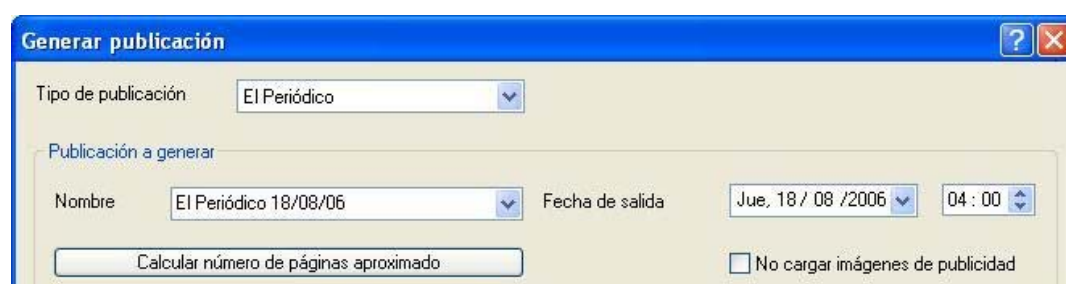 Generar publicación
Tipo de publicación El Periódico
Publicación a generar
Nombre El Periódico 18/08/06 Fecha de salida Jue, 18 / 08 /2006 04 : 00
Calcular número de páginas aproximado No cargar imágenes de publicidad